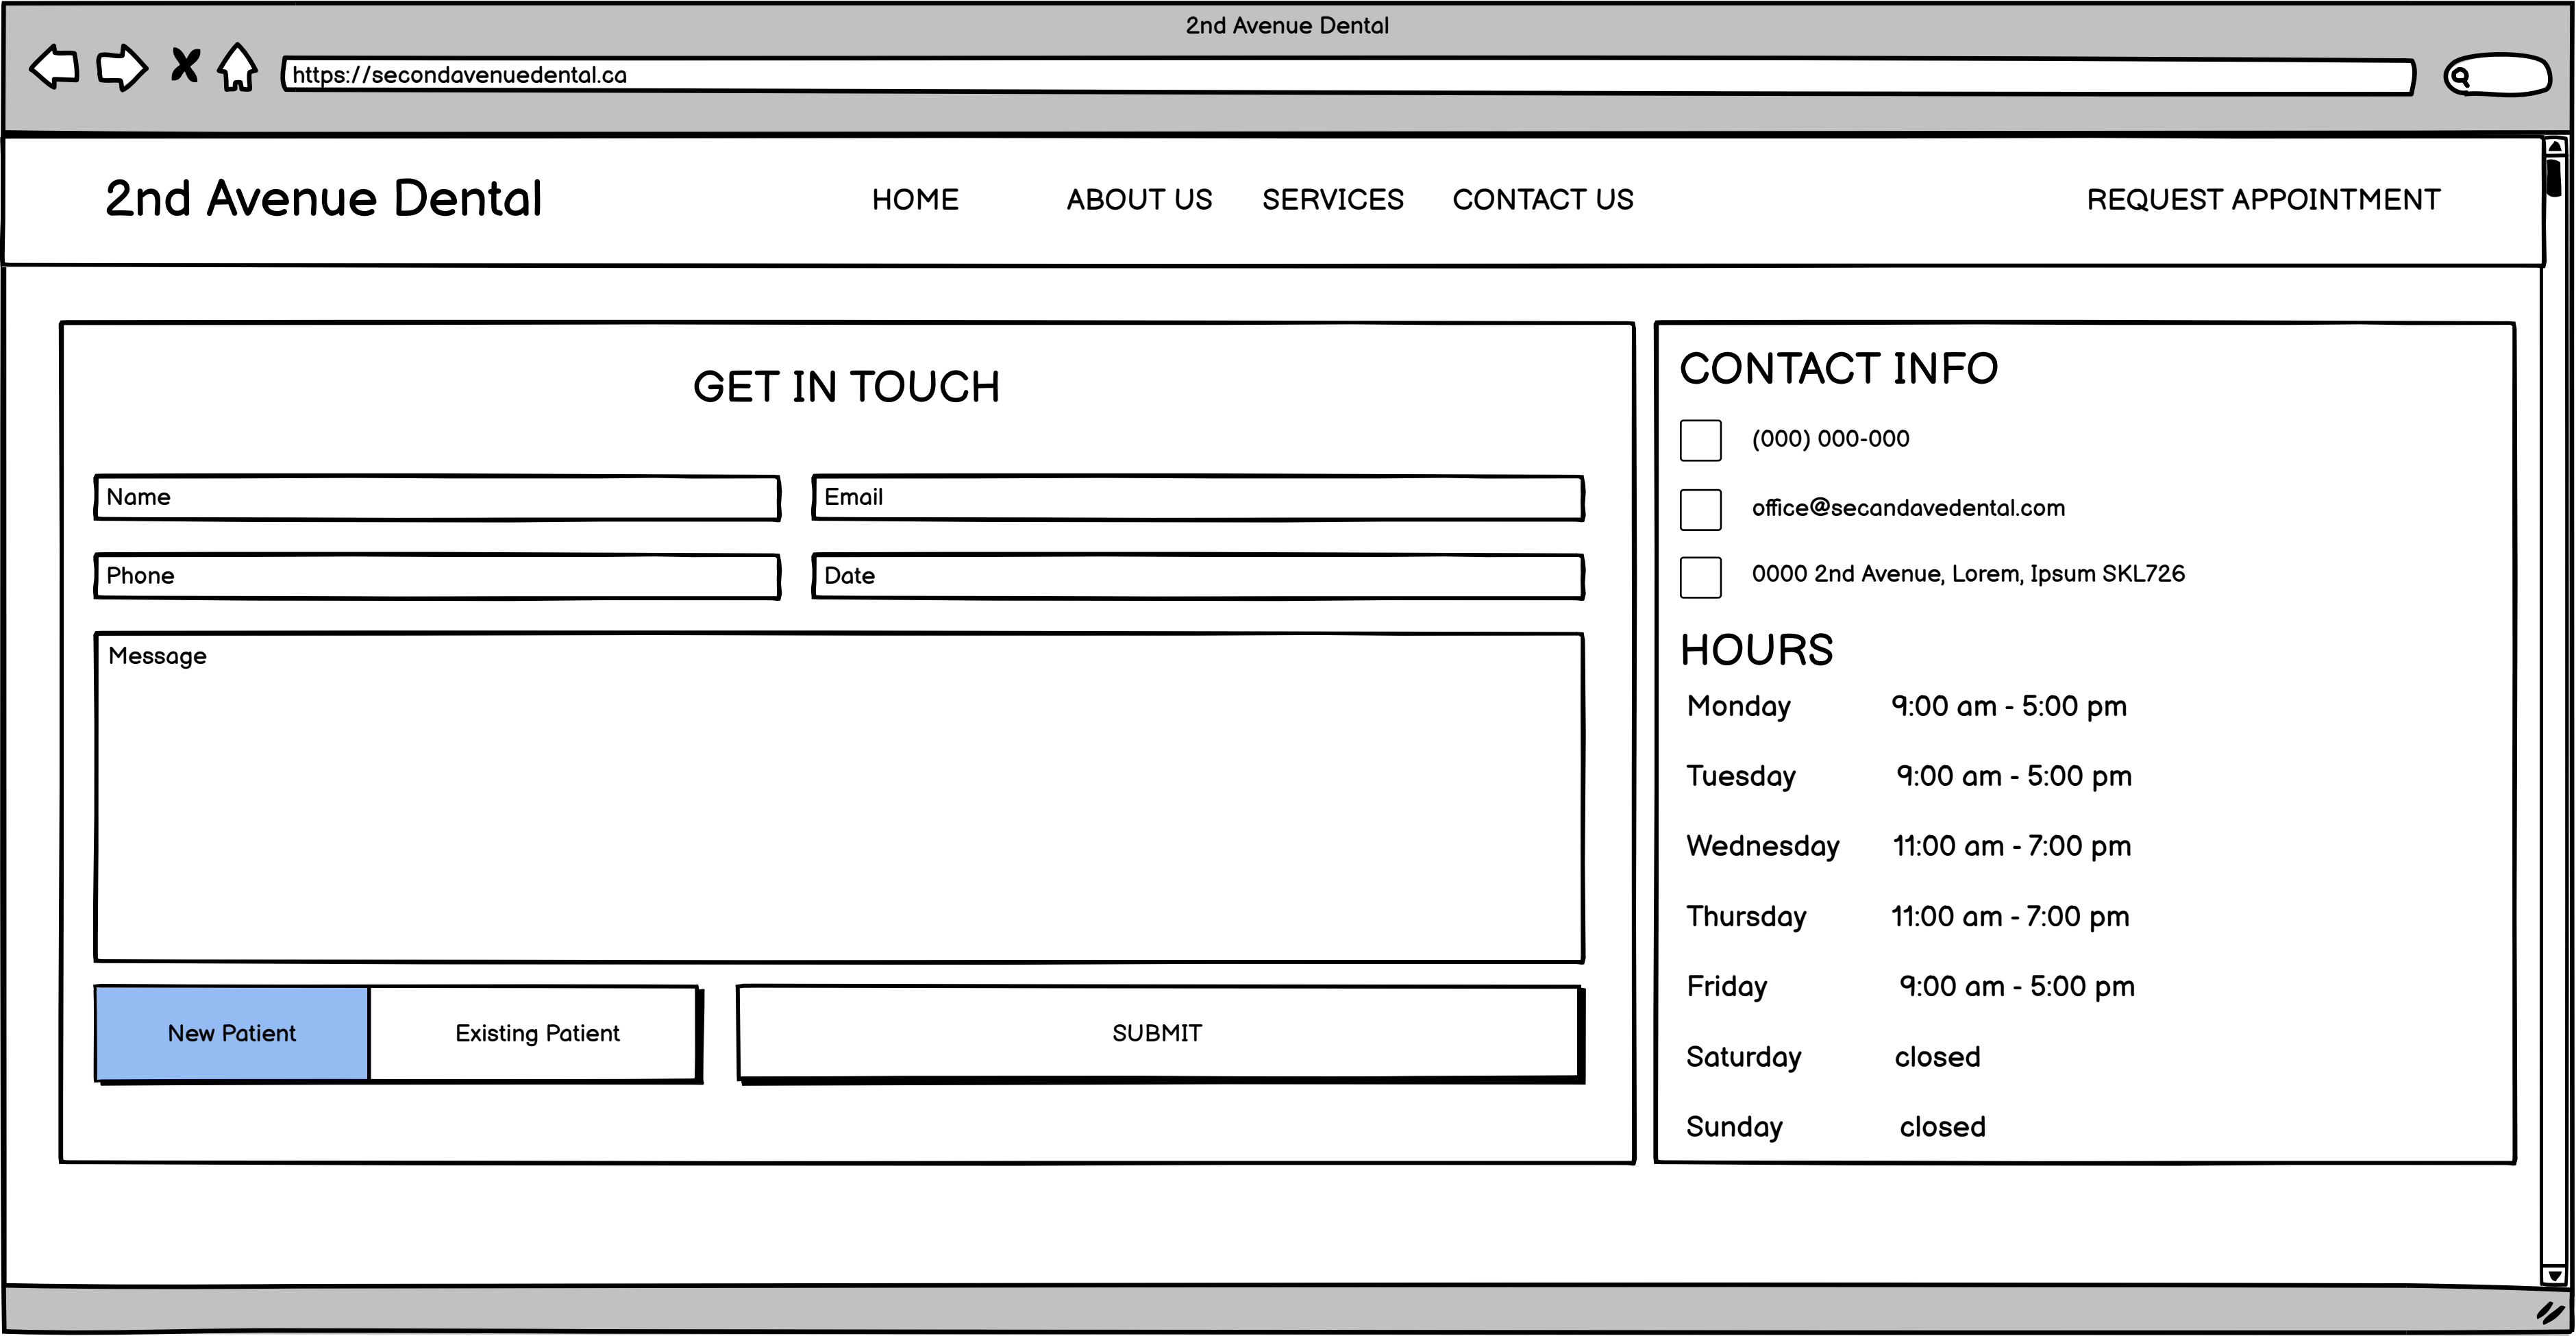 2nd Avenue Dental
https://secondavenuedental.ca
2nd Avenue Dental HOME ABOUT US SERVICES CONTACT US REQUEST APPOINTMENT
GET IN TOUCH
Name Email
Phone Date
Message
New Patient Existing Patient SUBMIT
CONTACT INFO
(000) 000-000
office@secandavedental.com
0000 2nd Avenue, Lorem, Ipsum SKL726
HOURS
Monday 9:00 am - 5:00 pm
Tuesday 9:00 am - 5:00 pm
Wednesday 11:00 am - 7:00 pm
Thursday 11:00 am - 7:00 pm
Friday 9:00 am - 5:00 pm
Saturday closed
Sunday closed